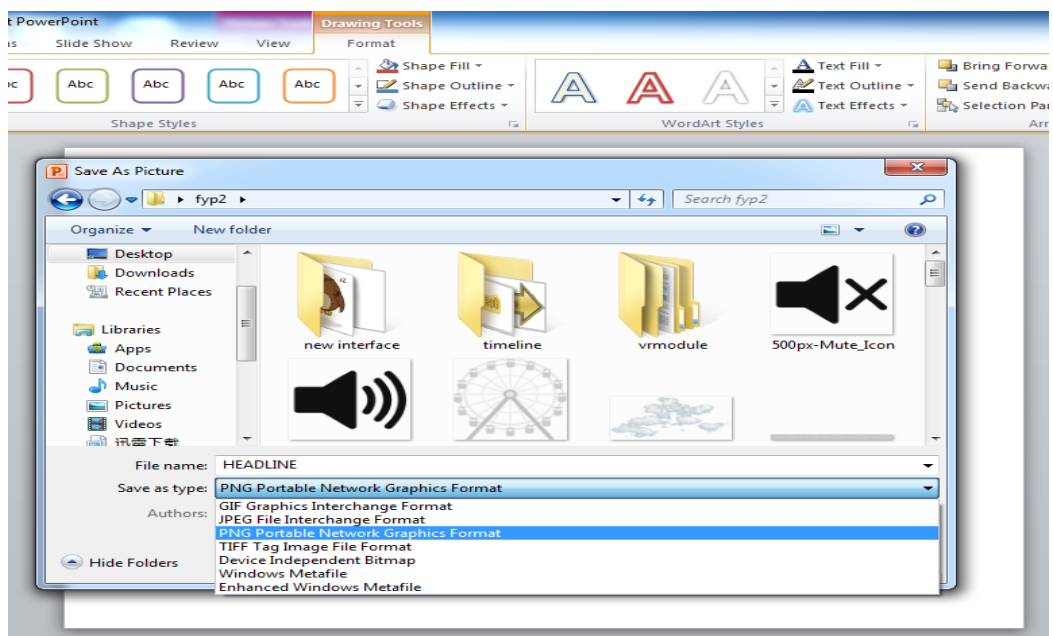 t PowerPoint
Drawing Tools
ns Slide Show Review View Format
Abc Abc Abc Abc Abc
Shape Fill
Shape Outline
Shape Effects
A A A
Text Fill
Text Outline
Text Effects
Bring Forwa
Send Backwa
Selection Pa
Shape Styles
WordArt Styles
Arr
Save As Picture
fyp2
Search fyp2
Organize New folder
Desktop
Downloads
Recent Places
Libraries
Apps
Documents
Music
Pictures
Videos
迅雷下载
new interface timeline vrmodule 500px-Mute_Icon
File name: HEADLINE
Save as type: PNG Portable Network Graphics Format
Authors:
GIF Graphics Interchange Format
JPEG File Interchange Format
PNG Portable Network Graphics Format
TIFF Tag Image File Format
Device Independent Bitmap
Windows Metafile
Enhanced Windows Metafile
Hide Folders